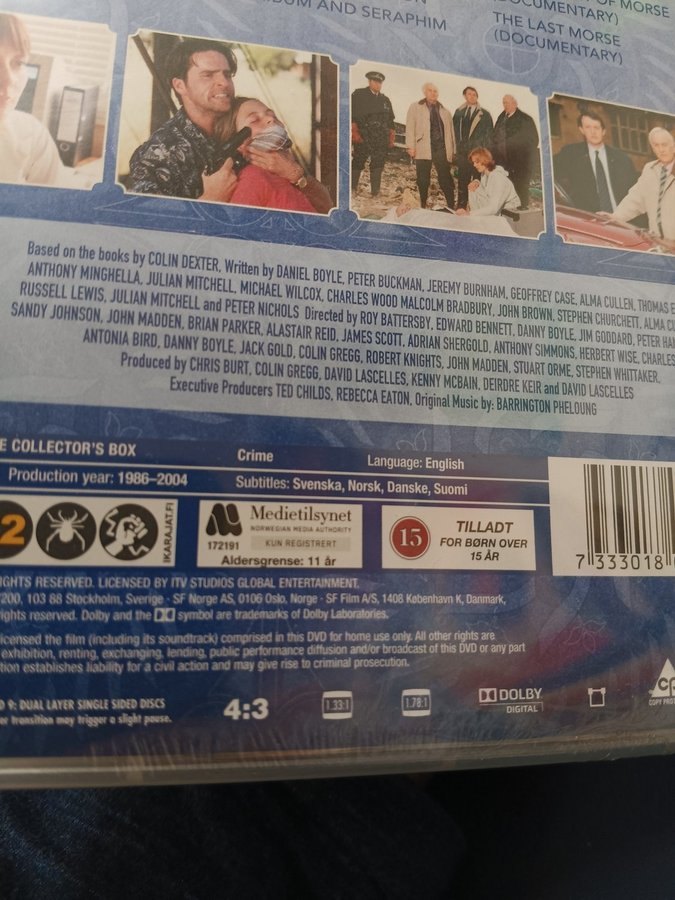 OF MORSE
(DOCUMENTARY)
AND SERAPHIM
THE LAST MORSE
(DOCUMENTARY)
Based on the books by COLIN DEXTER, Written by DANIEL BOYLE, PETER BUCKMAN, JEREMY BURNHAM, GEOFFREY CASE, ALMA CULLEN, THOMAS E
ANTHONY MINGHELLA, JULIAN MITCHELL, MICHAEL WILCOX, CHARLES WOOD MALCOLM BRADBURY, JOHN BROWN, STEPHEN CHURCHETT, ALMA CU
RUSSELL LEWIS, JULIAN MITCHELL and PETER NICHOLS Directed by ROY BATTERSBY, EDWARD BENNETT, DANNY BOYLE, JIM GODDARD, PETER HAM
SANDY JOHNSON, JOHN MADDEN, BRIAN PARKER, ALASTAIR REID, JAMES SCOTT, ADRIAN SHERGOLD, ANTHONY SIMMONS, HERBERT WISE, CHARLES
ANTONIA BIRD, DANNY BOYLE, JACK GOLD, COLIN GREGG, ROBERT KNIGHTS, JOHN MADDEN, STUART ORME, STEPHEN WHITTAKER.
Produced by CHRIS BURT, COLIN GREGG, DAVID LASCELLES, KENNY MCBAIN, DEIRDRE KEIR and DAVID LASCELLES
Executive Producers TED CHILDS, REBECCA EATON, Original Music by: BARRINGTON PHELOUNG
E COLLECTOR'S BOX Crime Language: English
Production year: 1986–2004 Subtitles: Svenska, Norsk, Danske, Suomi
2 IKARAJAT.FI
Medietilsynet
NORWEGIAN MEDIA AUTHORITY
172191 KUN REGISTRERT
Aldersgrense: 11 år
15 TILLADT
FOR BØRN OVER
15 ÅR
7 333018
IGHTS RESERVED. LICENSED BY ITV STUDIOS GLOBAL ENTERTAINMENT.
200, 103 88 Stockholm, Sverige · SF Norge AS, 0106 Oslo, Norge · SF Film A/S, 1408 København K, Danmark,
ights reserved. Dolby and the symbol are trademarks of Dolby Laboratories.
icensed the film (including its soundtrack) comprised in this DVD for home use only. All other rights are
exhibition, renting, exchanging, lending, public performance diffusion and/or broadcast of this DVD or any part
tion establishes liability for a civil action and may give rise to criminal prosecution.
D 9: DUAL LAYER SINGLE SIDED DISCS
er transition may trigger a slight pause.
4:3 1.33:1 1.78:1 DOLBY
DIGITAL
cp
COPY PROT